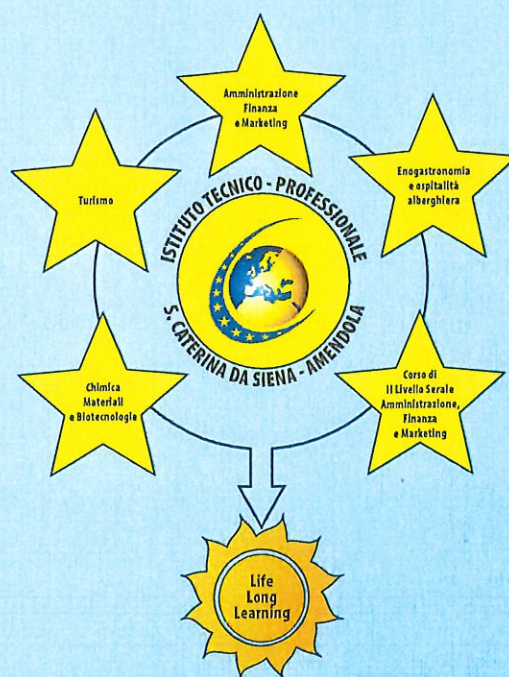 Amministrazione
Finanza
e Marketing
Turismo
Enogastronomia
e ospitalità
alberghiera
ISTITUTO TECNICO - PROFESSIONALE
S. CATERINA DA SIENA - AMENDOLA
Chimica
Materiali
e Biotecnologie
Corso di
II Livello Serale
Amministrazione,
Finanza
e Marketing
Life
Long
Learning